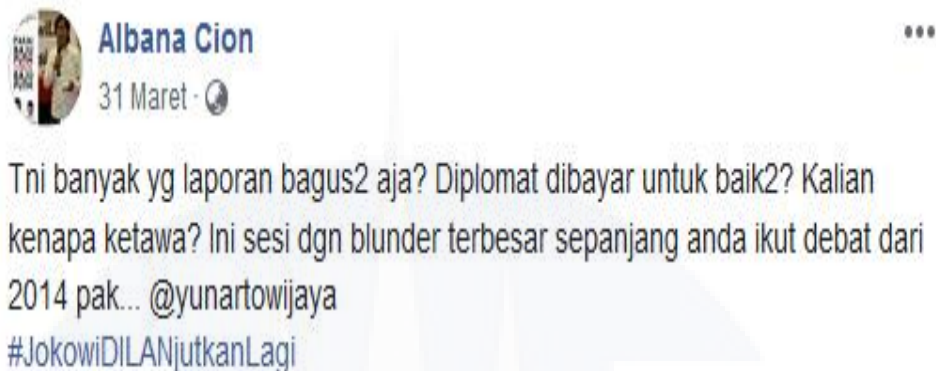 Albana Cion
31 Maret ·
Tni banyak yg laporan bagus2 aja? Diplomat dibayar untuk baik2? Kalian
kenapa ketawa? Ini sesi dgn blunder terbesar sepanjang anda ikut debat dari
2014 pak... @yunartowijaya
#JokowiDILANjutkanLagi